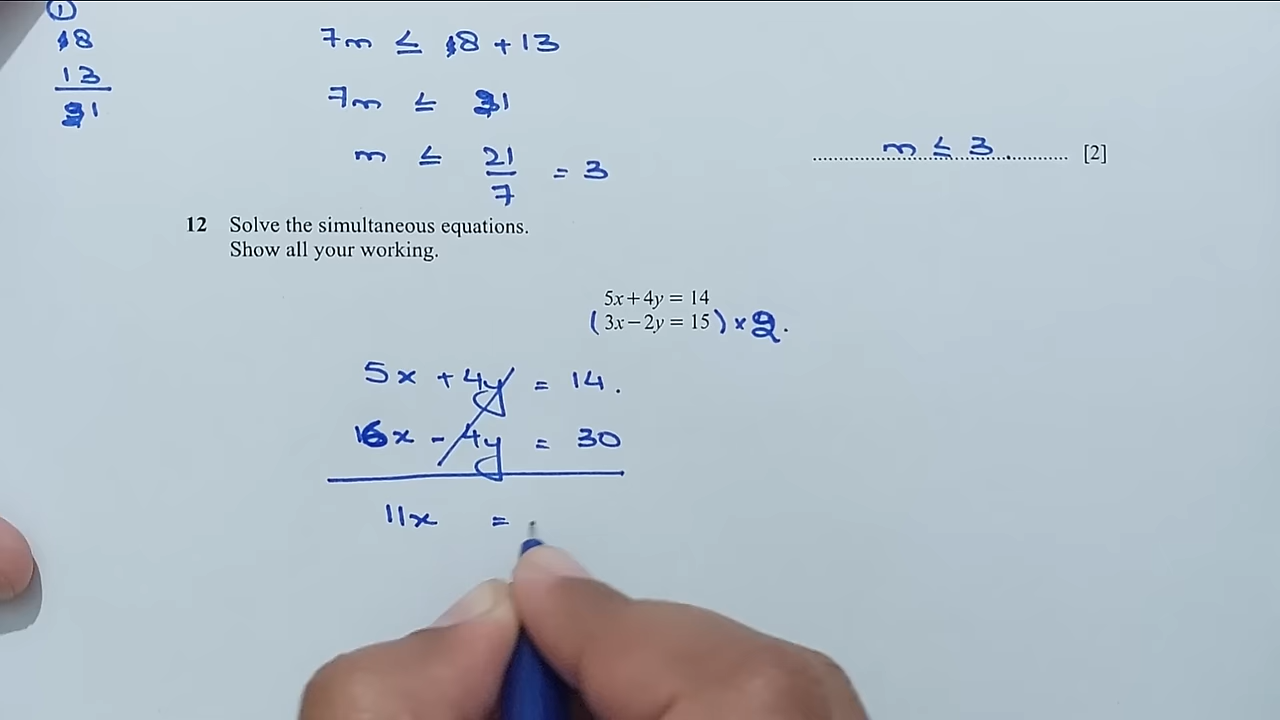 ①
18
13
31
7m ≤ 18 + 13
7m ≤ 31
m ≤ 21/7 = 3
m ≤ 3 [2]
12 Solve the simultaneous equations.
Show all your working.
5x + 4y = 14
(3x − 2y = 15) × 2.
5x + 4y = 14.
6x - 4y = 30
11x =